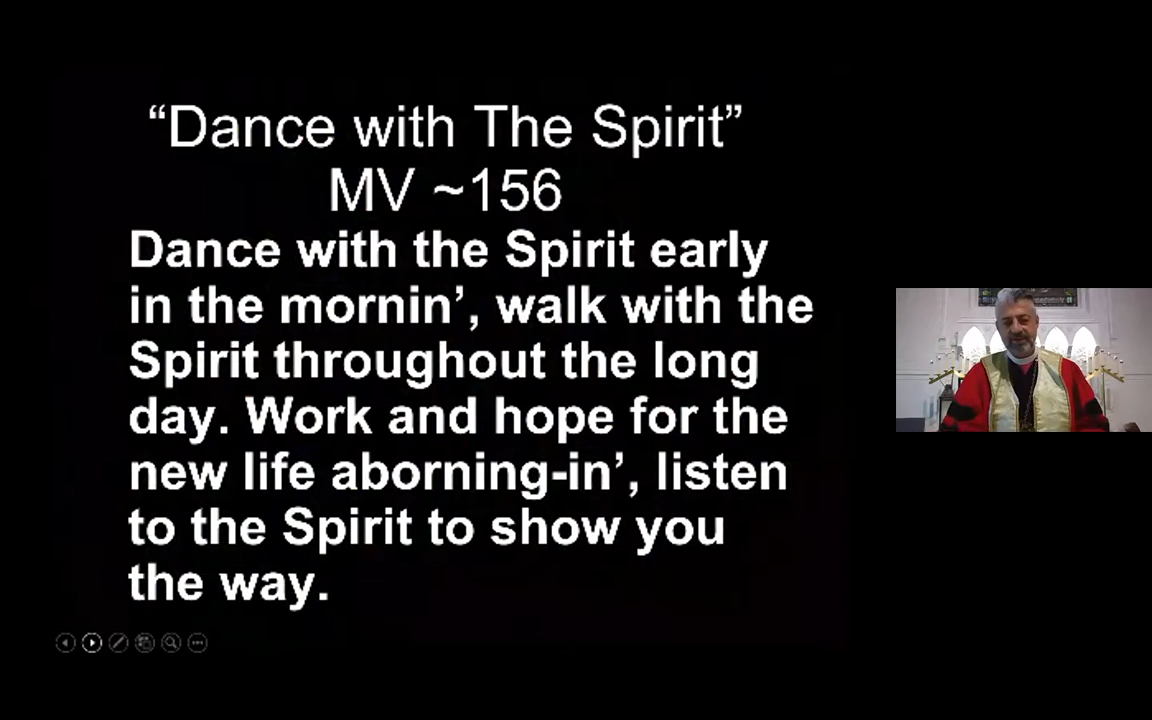 “Dance with The Spirit”
MV ~156
Dance with the Spirit early
in the mornin’, walk with the
Spirit throughout the long
day. Work and hope for the
new life aborning-in’, listen
to the Spirit to show you
the way.